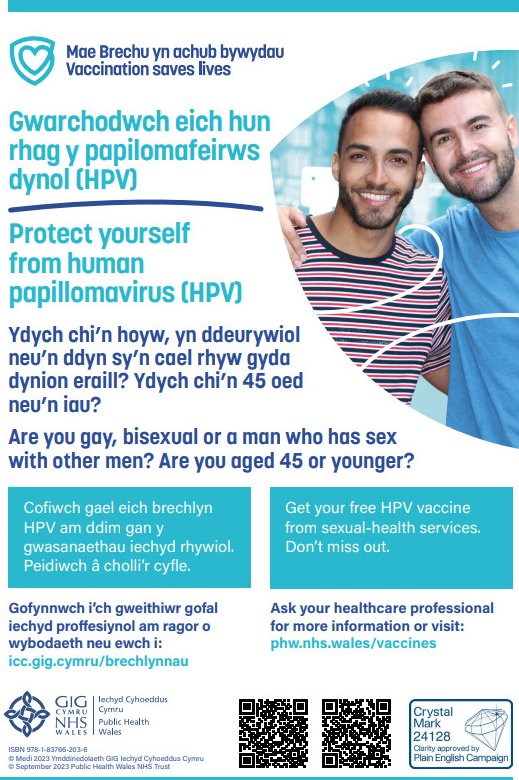 Mae Brechu yn achub bywydau
Vaccination saves lives
Gwarchodwch eich hun
rhag y papilomafeirws
dynol (HPV)
Protect yourself
from human
papillomavirus (HPV)
Ydych chi’n hoyw, yn ddeurywiol
neu’n ddyn sy’n cael rhyw gyda
dynion eraill? Ydych chi’n 45 oed
neu’n iau?
Are you gay, bisexual or a man who has sex
with other men? Are you aged 45 or younger?
Cofiwch gael eich brechlyn
HPV am ddim gan y
gwasanaethau iechyd rhywiol.
Peidiwch â cholli’r cyfle.
Get your free HPV vaccine
from sexual-health services.
Don’t miss out.
Gofynnwch i’ch gweithiwr gofal
iechyd proffesiynol am ragor o
wybodaeth neu ewch i:
icc.gig.cymru/brechlynnau
Ask your healthcare professional
for more information or visit:
phw.nhs.wales/vaccines
GIG
CYMRU
NHS
WALES
Iechyd Cyhoeddus
Cymru
Public Health
Wales
ISBN 978-1-83766-203-6
© Medi 2023 Ymddiriedolaeth GIG Iechyd Cyhoeddus Cymru
© September 2023 Public Health Wales NHS Trust
Crystal
Mark
24128
Clarity approved by
Plain English Campaign